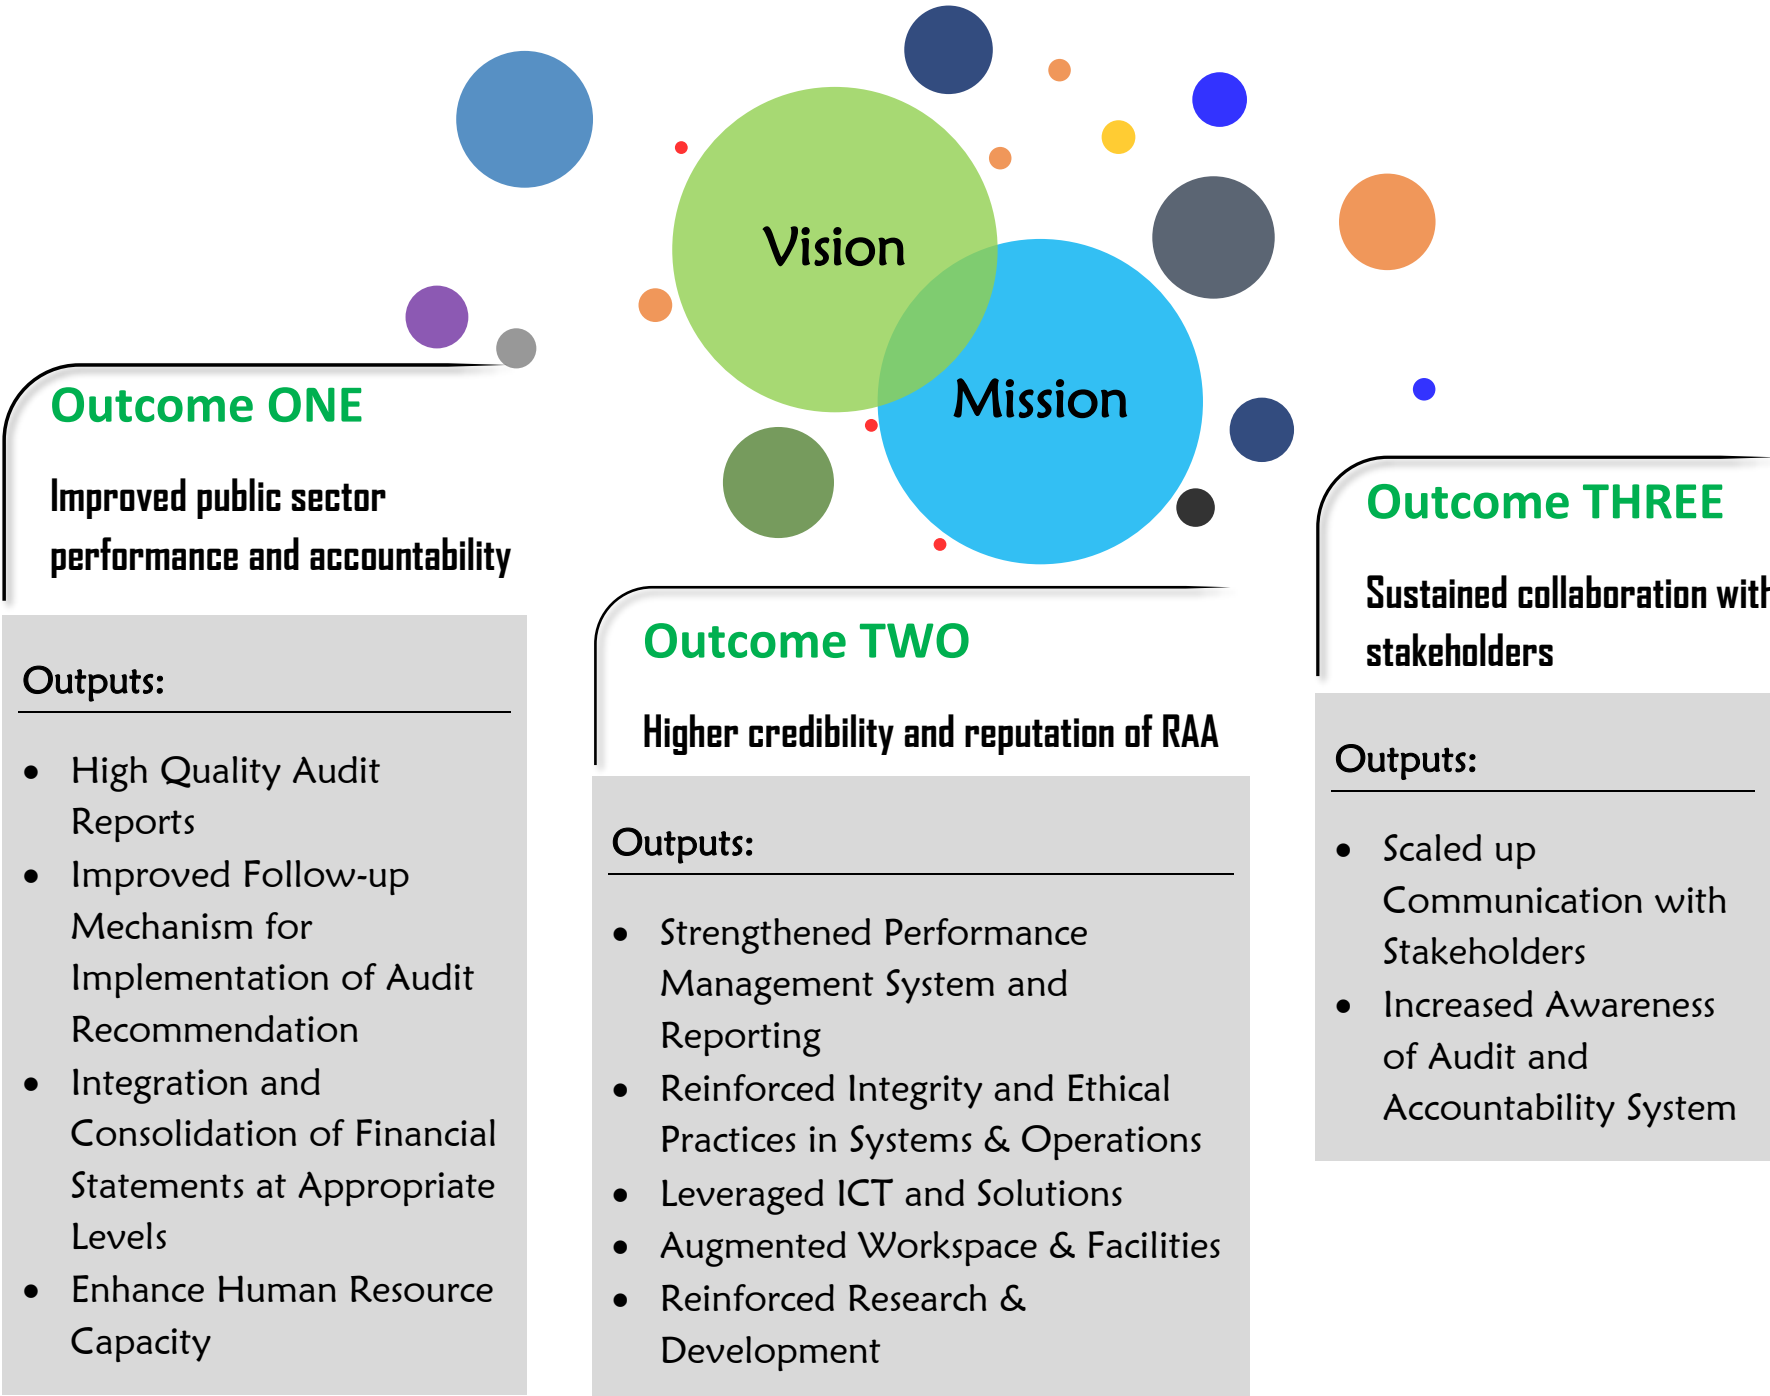 Vision
Mission
Outcome ONE
Improved public sector
performance and accountability
Outputs:
• High Quality Audit
Reports
• Improved Follow-up
Mechanism for
Implementation of Audit
Recommendation
• Integration and
Consolidation of Financial
Statements at Appropriate
Levels
• Enhance Human Resource
Capacity
Outcome TWO
Higher credibility and reputation of RAA
Outputs:
• Strengthened Performance
Management System and
Reporting
• Reinforced Integrity and Ethical
Practices in Systems & Operations
• Leveraged ICT and Solutions
• Augmented Workspace & Facilities
• Reinforced Research &
Development
Outcome THREE
Sustained collaboration with
stakeholders
Outputs:
• Scaled up
Communication with
Stakeholders
• Increased Awareness
of Audit and
Accountability System